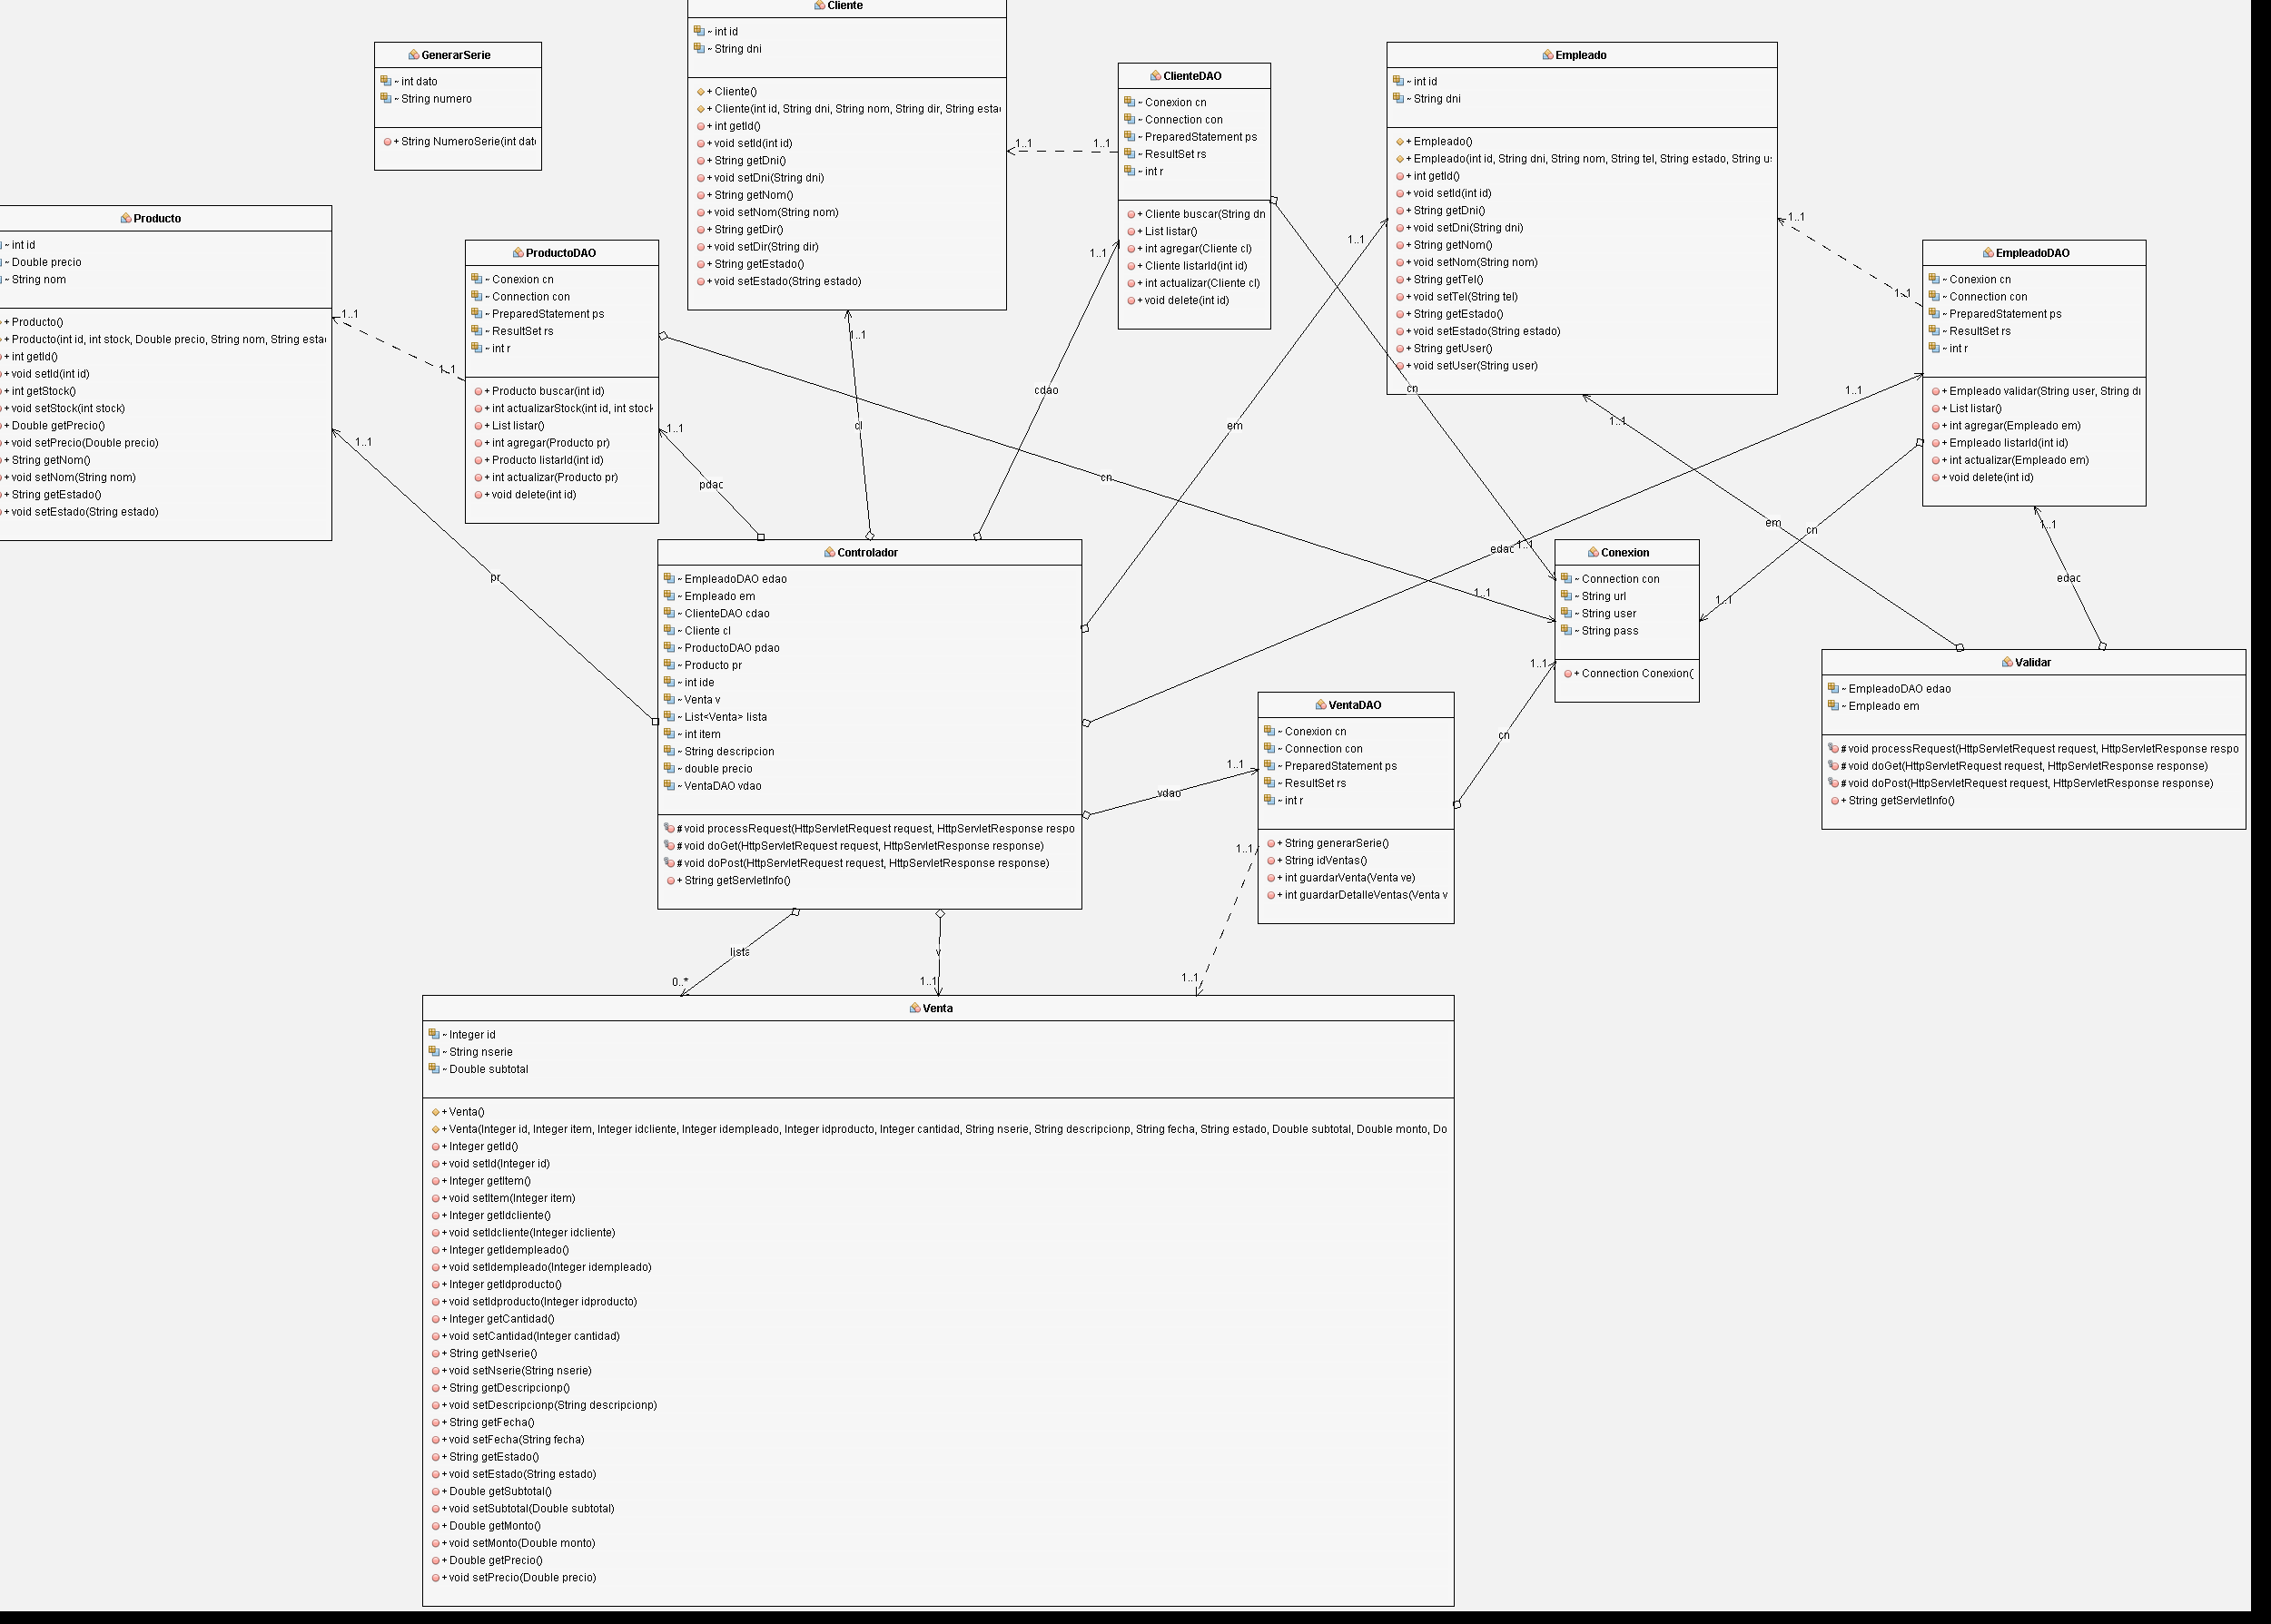 Cliente
~ int id
~ String dni
+ Cliente()
+ Cliente(int id, String dni, String nom, String dir, String esta
+ int getId()
+ void setId(int id)
+ String getDni()
+ void setDni(String dni)
+ String getNom()
+ void setNom(String nom)
+ String getDir()
+ void setDir(String dir)
+ String getEstado()
+ void setEstado(String estado)
GenerarSerie
~ int dato
~ String numero
+ String NumeroSerie(int dat
ClienteDAO
~ Conexion cn
~ Connection con
~ PreparedStatement ps
~ ResultSet rs
~ int r
+ Cliente buscar(String dn
+ List listar()
+ int agregar(Cliente cl)
+ Cliente listarId(int id)
+ int actualizar(Cliente cl)
+ void delete(int id)
Empleado
~ int id
~ String dni
+ Empleado()
+ Empleado(int id, String dni, String nom, String tel, String estado, String u
+ int getId()
+ void setId(int id)
+ String getDni()
+ void setDni(String dni)
+ String getNom()
+ void setNom(String nom)
+ String getTel()
+ void setTel(String tel)
+ String getEstado()
+ void setEstado(String estado)
+ String getUser()
+ void setUser(String user)
Producto
~ int id
~ Double precio
~ String nom
+ Producto()
+ Producto(int id, int stock, Double precio, String nom, String esta
+ int getId()
+ void setId(int id)
+ int getStock()
+ void setStock(int stock)
+ Double getPrecio()
+ void setPrecio(Double precio)
+ String getNom()
+ void setNom(String nom)
+ String getEstado()
+ void setEstado(String estado)
ProductoDAO
~ Conexion cn
~ Connection con
~ PreparedStatement ps
~ ResultSet rs
~ int r
+ Producto buscar(int id)
+ int actualizarStock(int id, int stock
+ List listar()
+ int agregar(Producto pr)
+ Producto listarId(int id)
+ int actualizar(Producto pr)
+ void delete(int id)
EmpleadoDAO
~ Conexion cn
~ Connection con
~ PreparedStatement ps
~ ResultSet rs
~ int r
+ Empleado validar(String user, String d
+ List listar()
+ int agregar(Empleado em)
+ Empleado listarId(int id)
+ int actualizar(Empleado em)
+ void delete(int id)
1..1
1..1
1..1
1..1
1..1
1..1
1..1
1..1
1..1
1..1
1..1
1..1
1..1
1..1
cl
cdao
em
cn
cn
pdac
pr
edac
em
cn
edac
1..1
1..1
1..1
1..1
Controlador
~ EmpleadoDAO edao
~ Empleado em
~ ClienteDAO cdao
~ Cliente cl
~ ProductoDAO pdao
~ Producto pr
~ int ide
~ Venta v
~ List<Venta> lista
~ int item
~ String descripcion
~ double precio
~ VentaDAO vdao
# void processRequest(HttpServletRequest request, HttpServletResponse respo
# void doGet(HttpServletRequest request, HttpServletResponse response)
# void doPost(HttpServletRequest request, HttpServletResponse response)
+ String getServletInfo()
Conexion
~ Connection con
~ String url
~ String user
~ String pass
+ Connection Conexion(
Validar
~ EmpleadoDAO edao
~ Empleado em
# void processRequest(HttpServletRequest request, HttpServletResponse respo
# void doGet(HttpServletRequest request, HttpServletResponse response)
# void doPost(HttpServletRequest request, HttpServletResponse response)
+ String getServletInfo()
VentaDAO
~ Conexion cn
~ Connection con
~ PreparedStatement ps
~ ResultSet rs
~ int r
+ String generarSerie()
+ String idVentas()
+ int guardarVenta(Venta ve)
+ int guardarDetalleVentas(Venta v
cn
1..1
vdao
1..1
lista
v
0..*
1..1
1..1
Venta
~ Integer id
~ String nserie
~ Double subtotal
+ Venta()
+ Venta(Integer id, Integer item, Integer idcliente, Integer idempleado, Integer idproducto, Integer cantidad, String nserie, String descripcionp, String fecha, String estado, Double subtotal, Double monto, Do
+ Integer getId()
+ void setId(Integer id)
+ Integer getItem()
+ void setItem(Integer item)
+ Integer getIdcliente()
+ void setIdcliente(Integer idcliente)
+ Integer getIdempleado()
+ void setIdempleado(Integer idempleado)
+ Integer getIdproducto()
+ void setIdproducto(Integer idproducto)
+ Integer getCantidad()
+ void setCantidad(Integer cantidad)
+ String getNserie()
+ void setNserie(String nserie)
+ String getDescripcionp()
+ void setDescripcionp(String descripcionp)
+ String getFecha()
+ void setFecha(String fecha)
+ String getEstado()
+ void setEstado(String estado)
+ Double getSubtotal()
+ void setSubtotal(Double subtotal)
+ Double getMonto()
+ void setMonto(Double monto)
+ Double getPrecio()
+ void setPrecio(Double precio)